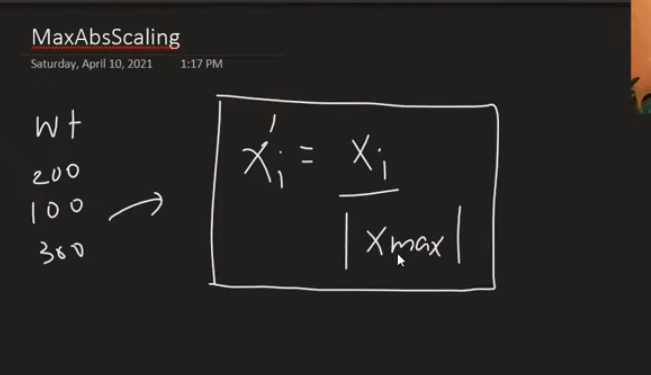 MaxAbsScaling
Saturday, April 10, 2021 1:17 PM
Wt
200
100
300
x'i = xi
|xmax|